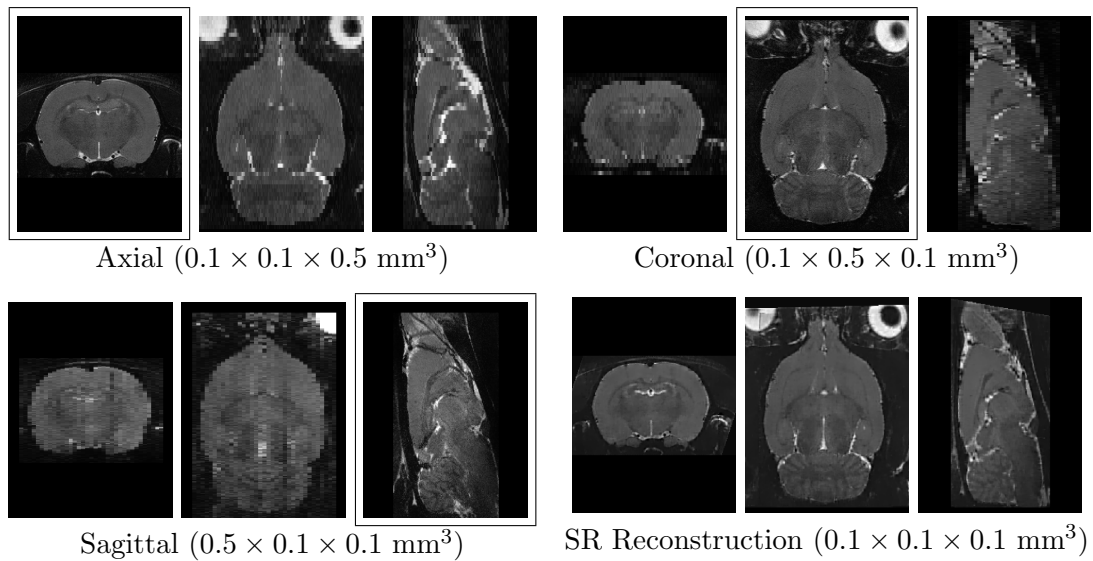 Axial (0.1 × 0.1 × 0.5 mm³)
Coronal (0.1 × 0.5 × 0.1 mm³)
Sagittal (0.5 × 0.1 × 0.1 mm³)
SR Reconstruction (0.1 × 0.1 × 0.1 mm³)